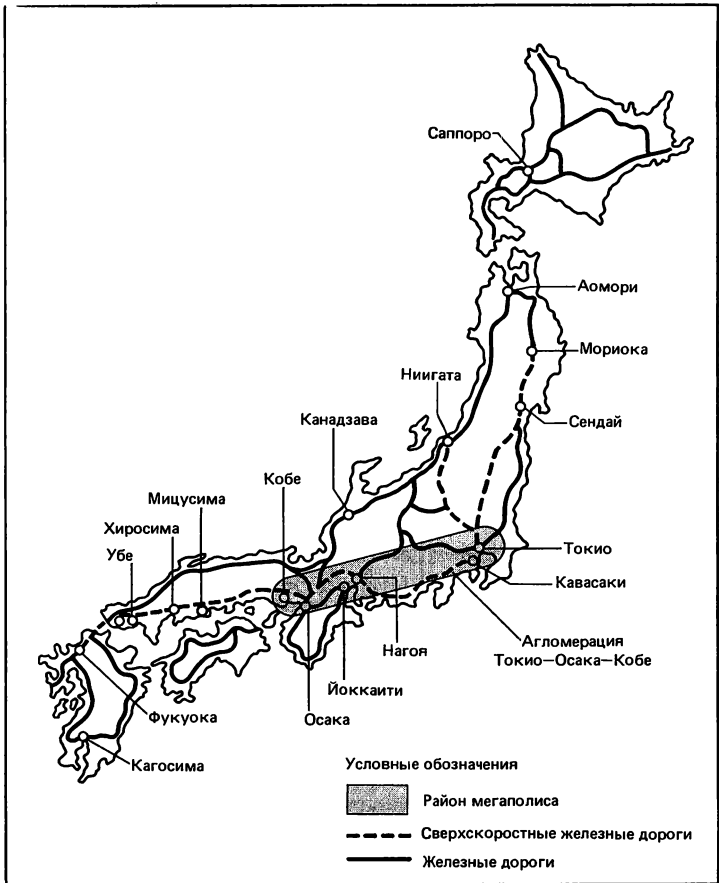 Саппоро
Аомори
Мориока
Ниигата
Сендай
Канадзава
Кобе
Мицусима
Хиросима
Убе
Токио
Кавасаки
Агломерация
Токио—Осака—Кобе
Нагоя
Йоккаити
Осака
Фукуока
Кагосима
Условные обозначения
Район мегаполиса
Сверхскоростные железные дороги
Железные дороги